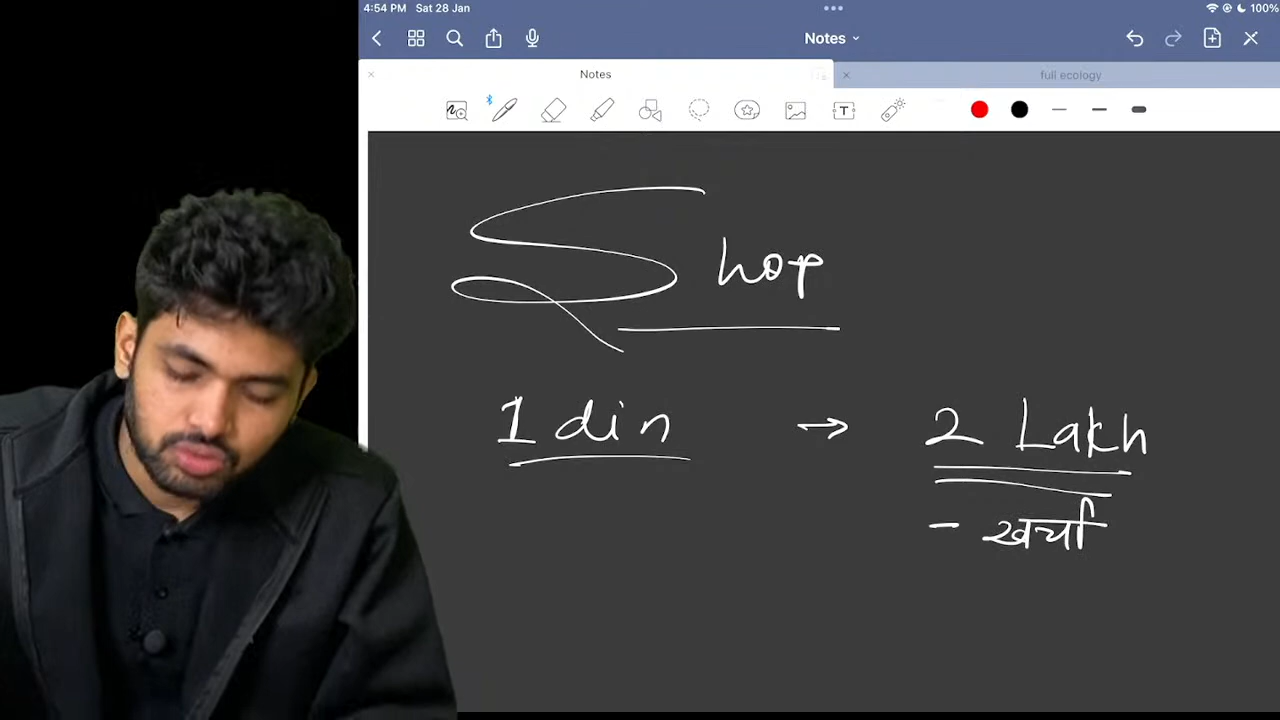 4:54 PM Sat 28 Jan 100%
Notes
Notes full ecology
T
Shop
1 din → 2 Lakh
- खर्चा